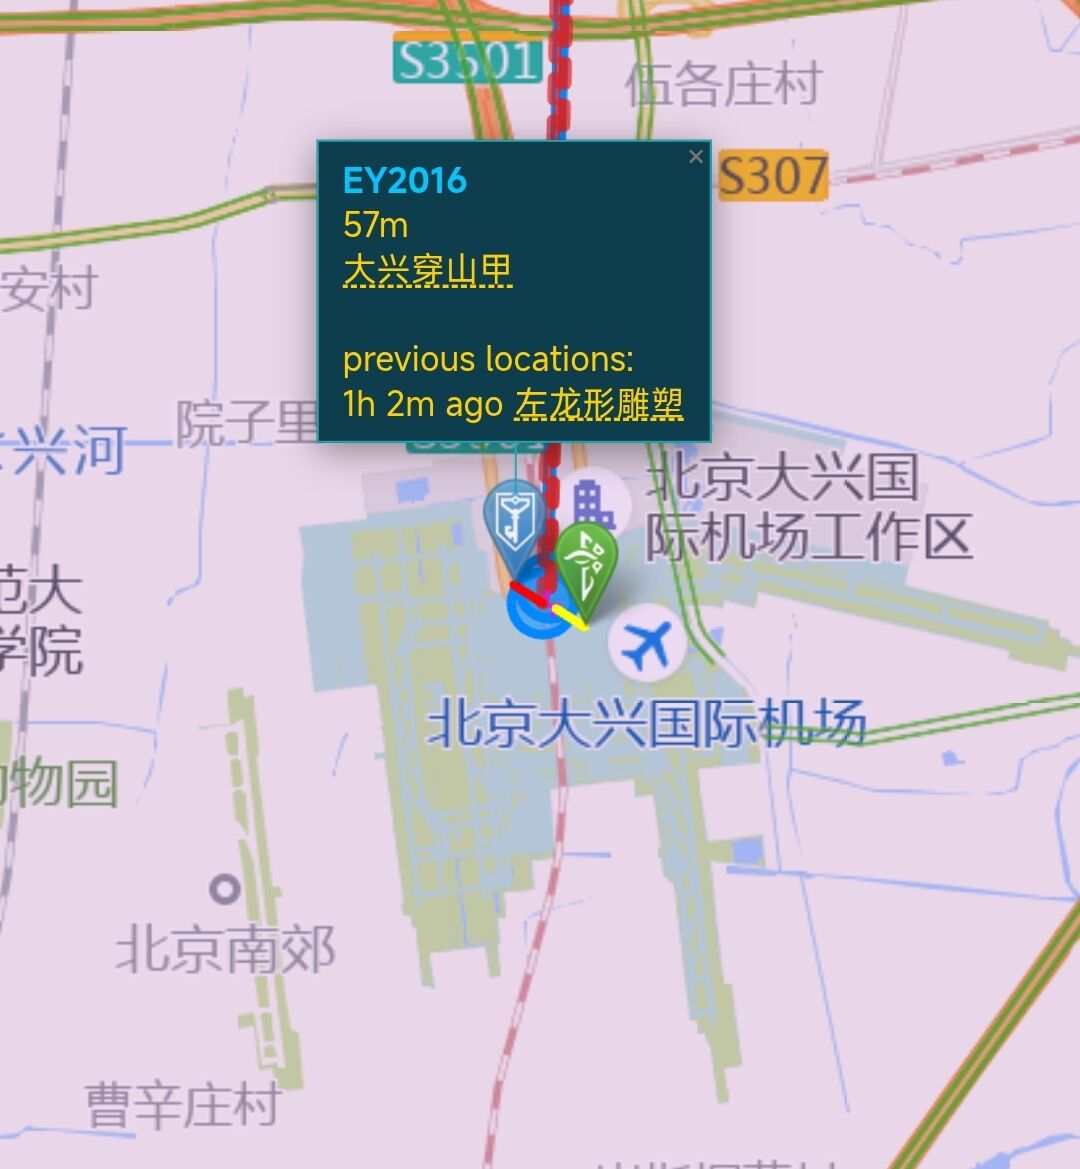 S3501
伍各庄村
S307
EY2016
57m
大兴穿山甲
previous locations:
1h 2m ago 左龙形雕塑
安村
院子里
兴河
北京大兴国
际机场工作区
范大
学院
北京大兴国际机场
物园
北京南郊
曹辛庄村